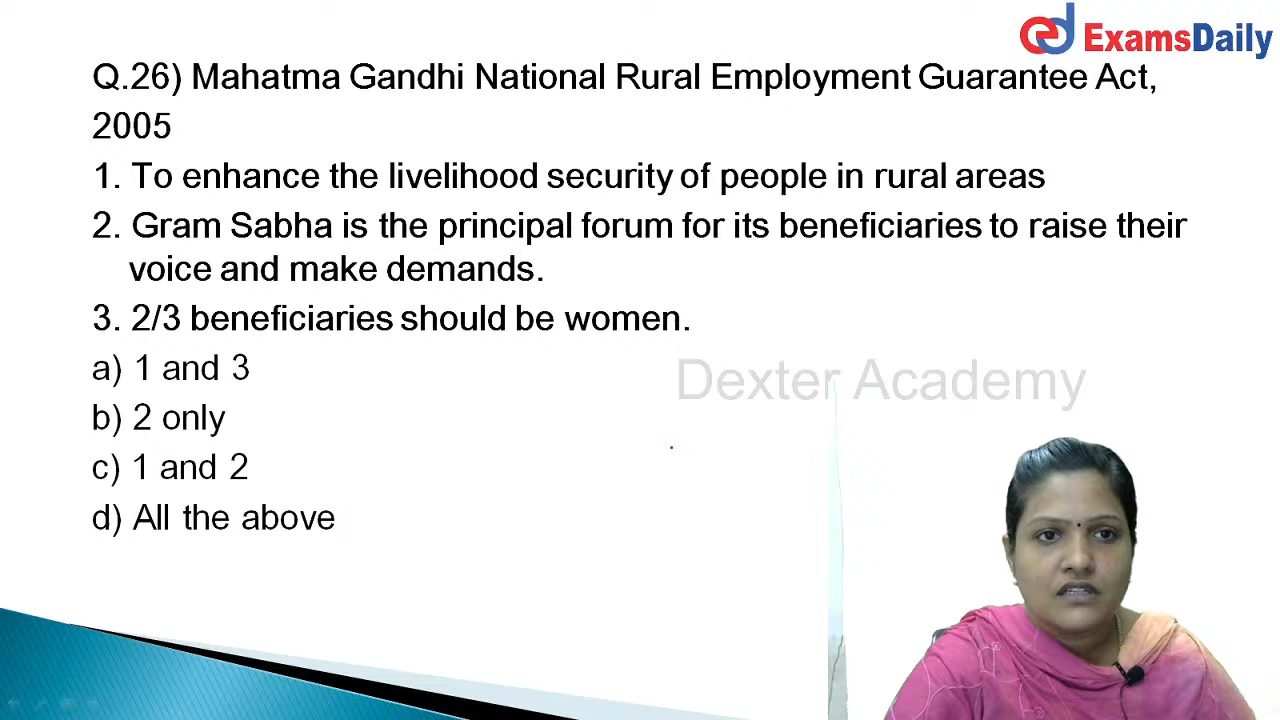 ExamsDaily
Q.26) Mahatma Gandhi National Rural Employment Guarantee Act,
2005
1. To enhance the livelihood security of people in rural areas
2. Gram Sabha is the principal forum for its beneficiaries to raise their
voice and make demands.
3. 2/3 beneficiaries should be women.
a) 1 and 3
b) 2 only
c) 1 and 2
d) All the above
Dexter Academy